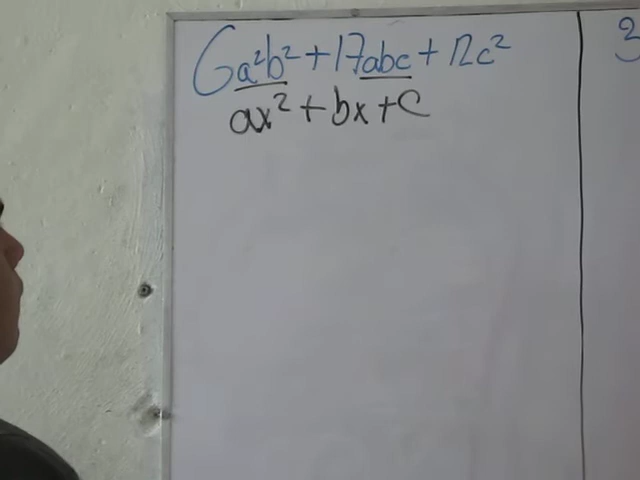 6a²b² + 17abc + 12c²
ax² + bx + c